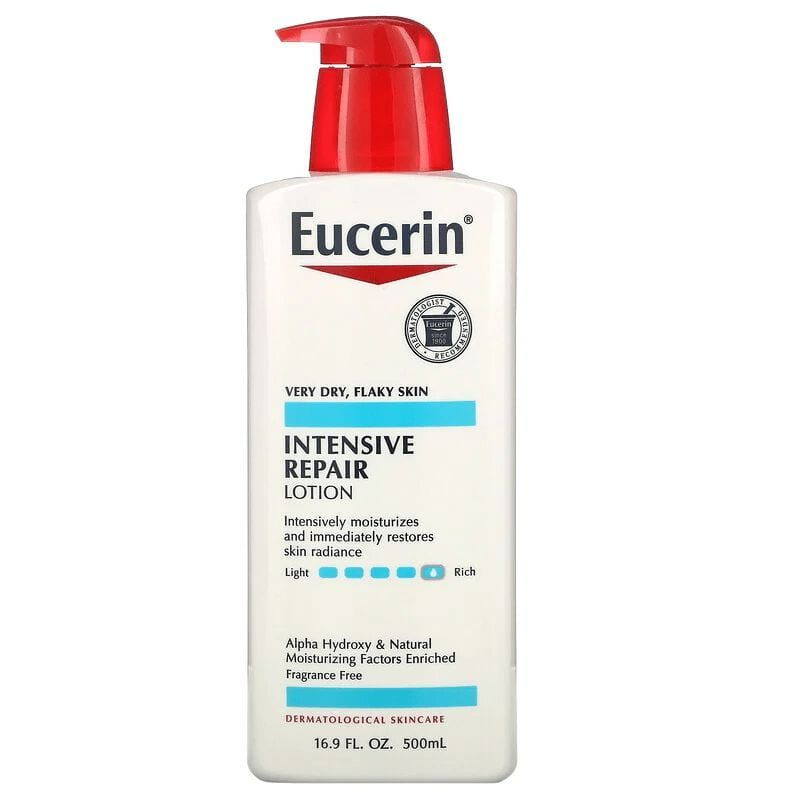 Eucerin®
DERMATOLOGIST RECOMMENDED
Eucerin
since
1900
VERY DRY, FLAKY SKIN
INTENSIVE
REPAIR
LOTION
Intensively moisturizes
and immediately restores
skin radiance
Light Rich
Alpha Hydroxy & Natural
Moisturizing Factors Enriched
Fragrance Free
DERMATOLOGICAL SKINCARE
16.9 FL. OZ. 500mL